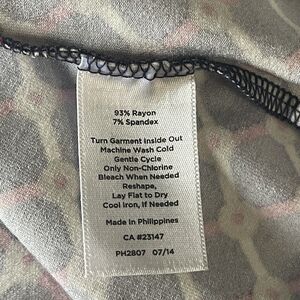 93% Rayon
7% Spandex
Turn Garment Inside Out
Machine Wash Cold
Gentle Cycle
Only Non-Chlorine
Bleach When Needed
Reshape,
Lay Flat to Dry
Cool Iron, If Needed
Made in Philippines
CA #23147
PH2807 07/14